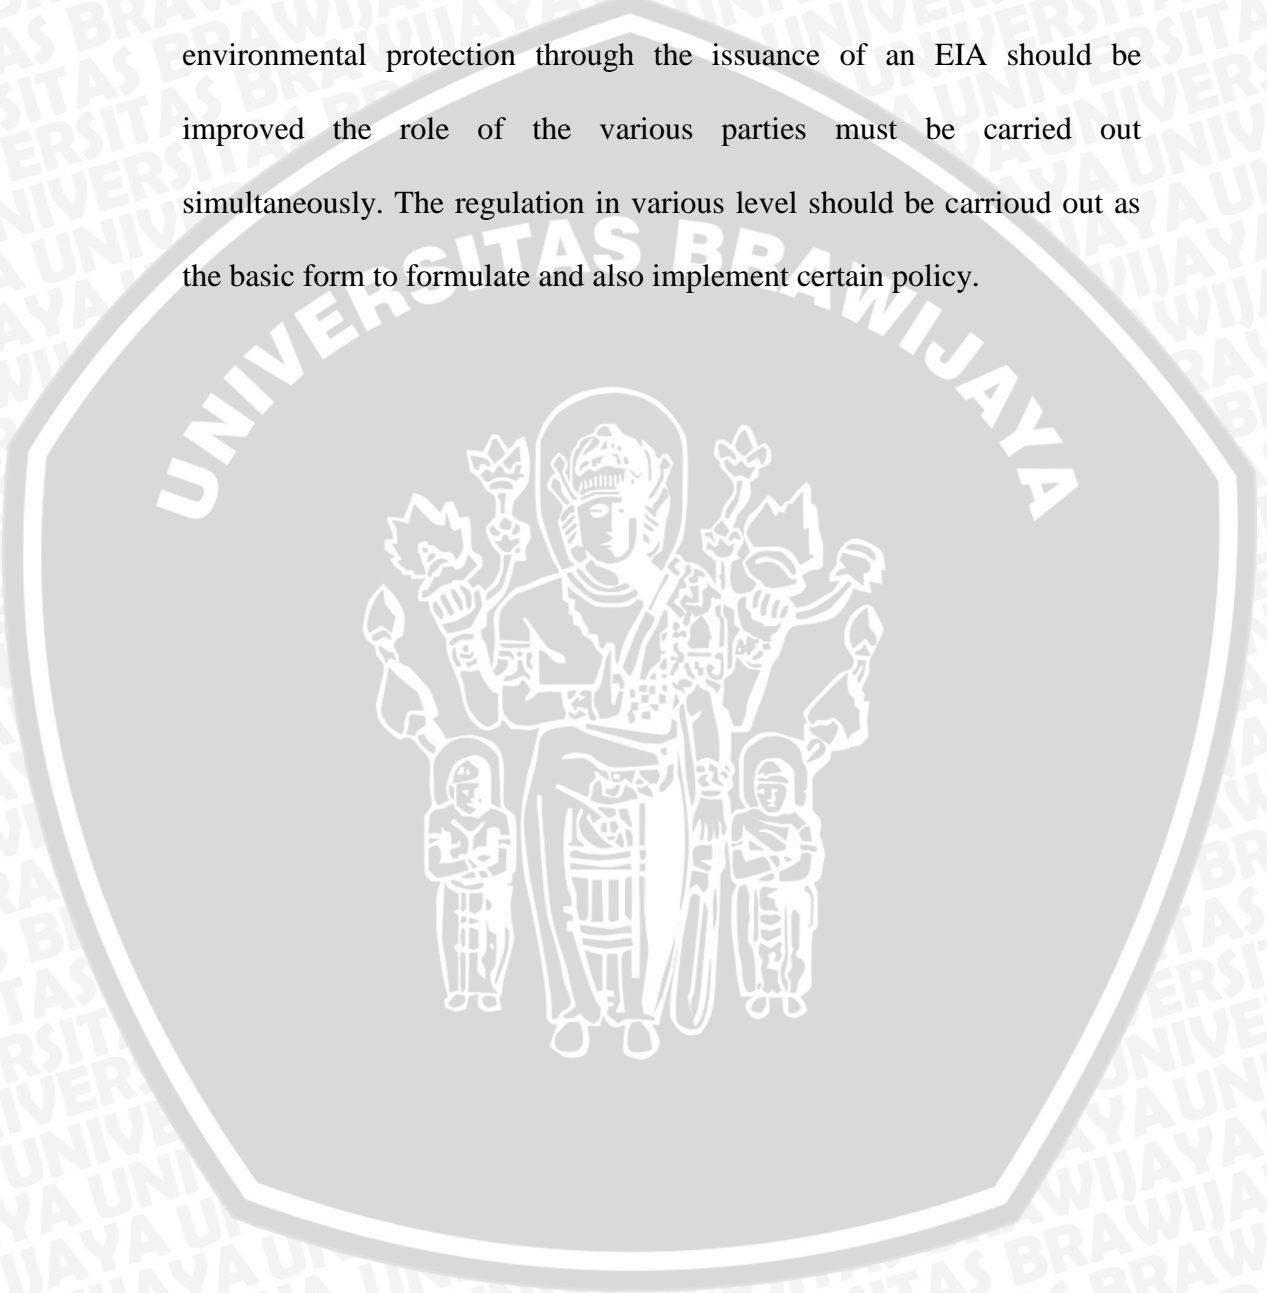 environmental protection through the issuance of an EIA should be
improved the role of the various parties must be carried out
simultaneously. The regulation in various level should be carrioud out as
the basic form to formulate and also implement certain policy.
UNIVERSITAS BRAWIJAYA